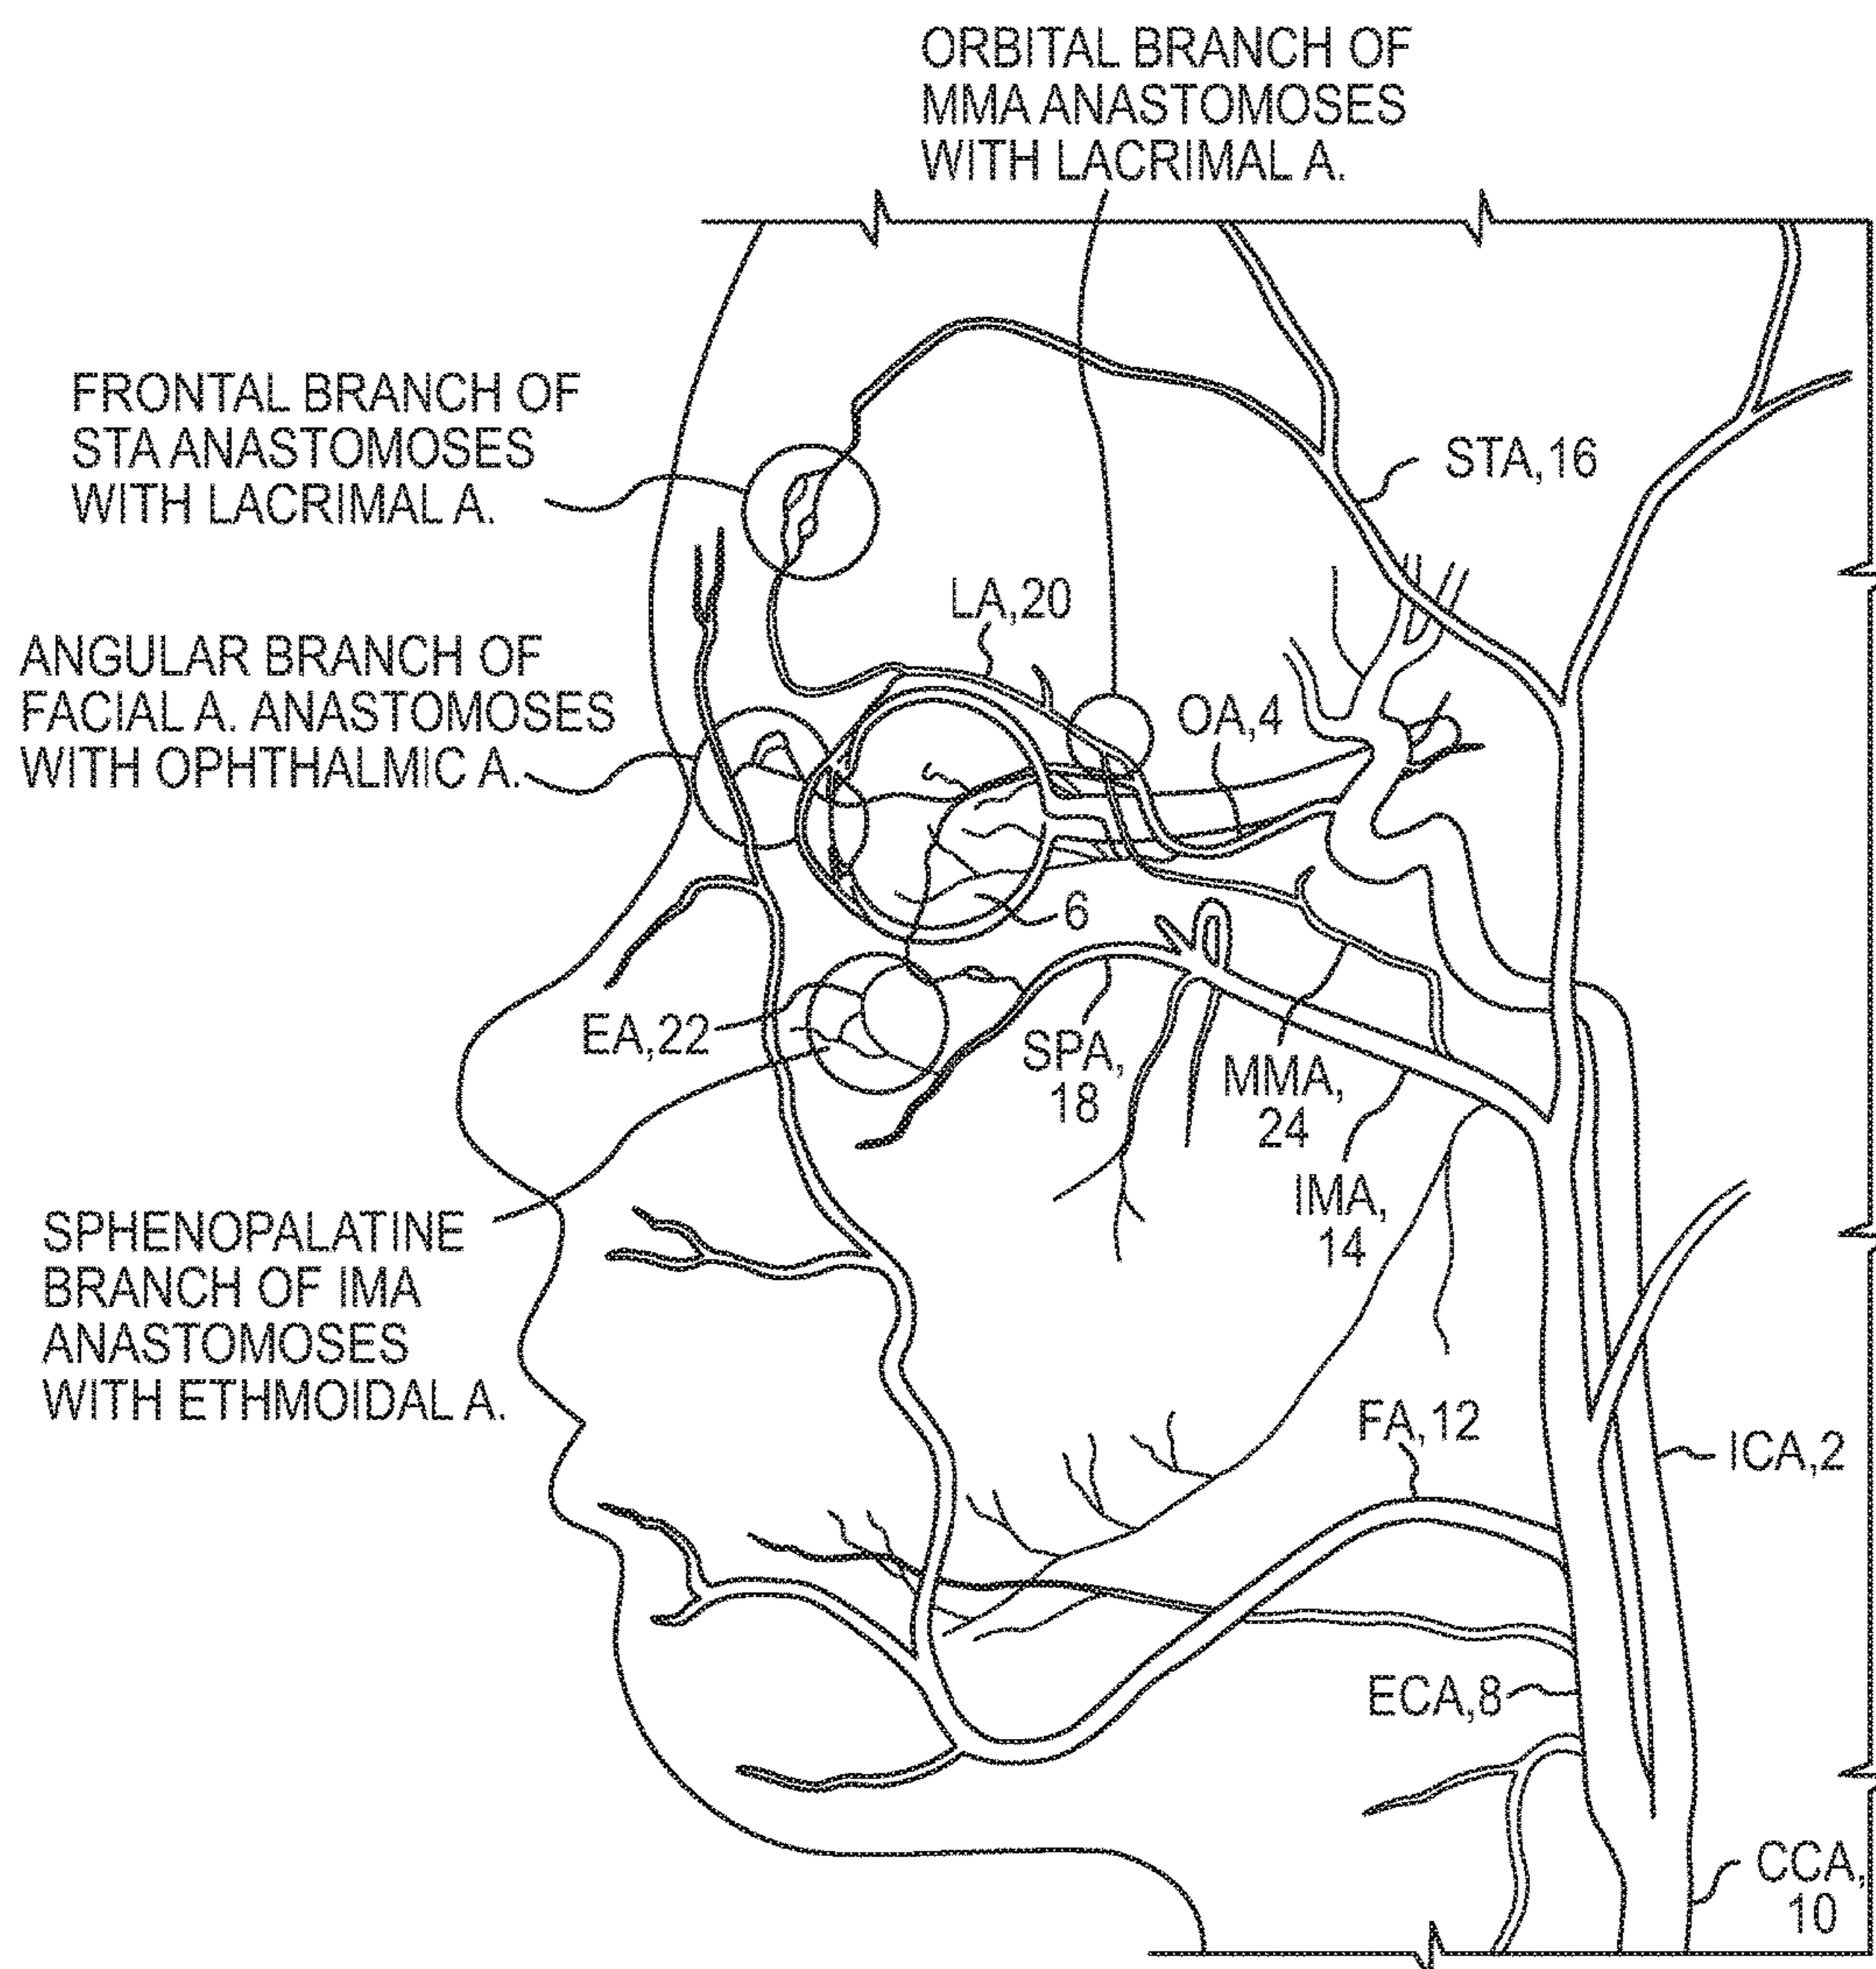 ORBITAL BRANCH OF
MMA ANASTOMOSES
WITH LACRIMAL A.
FRONTAL BRANCH OF
STA ANASTOMOSES
WITH LACRIMAL A.
STA,16
LA,20
ANGULAR BRANCH OF
FACIAL A. ANASTOMOSES
WITH OPHTHALMIC A.
OA,4
6
EA,22
SPA,
18
MMA,
24
IMA,
14
SPHENOPALATINE
BRANCH OF IMA
ANASTOMOSES
WITH ETHMOIDAL A.
FA,12
ICA,2
ECA,8
CCA,
10